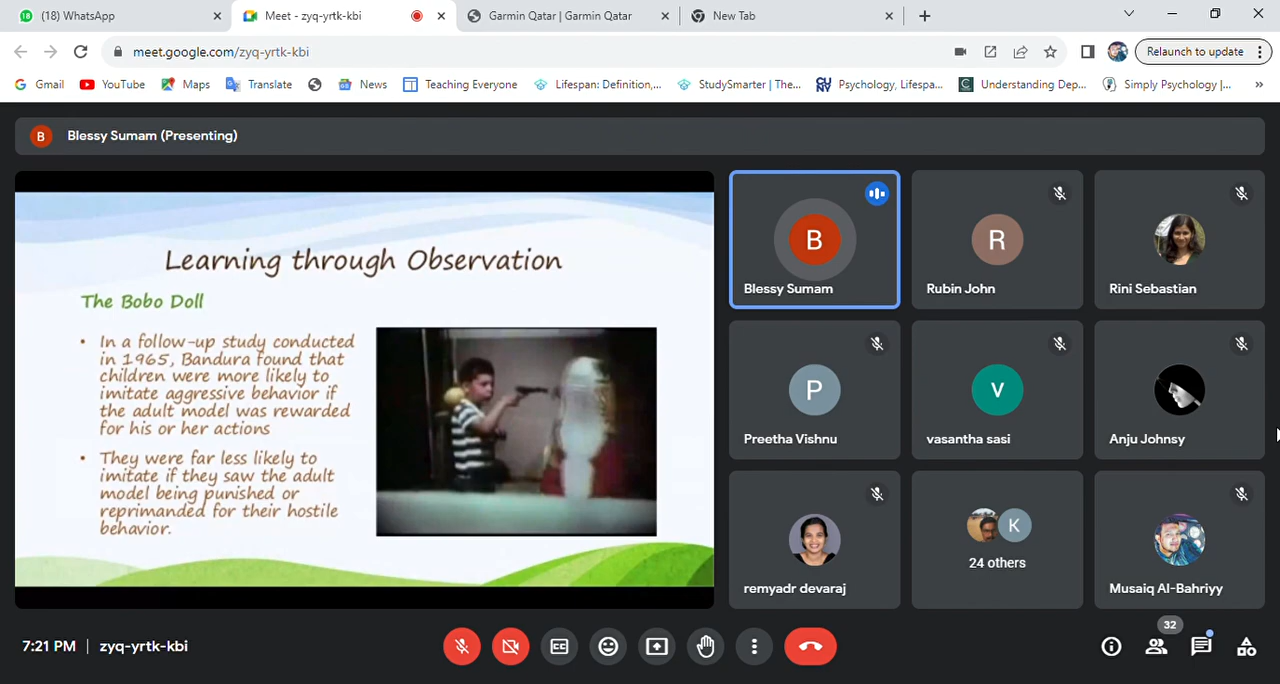 (18) WhatsApp
Meet - zyq-yrtk-kbi
Garmin Qatar | Garmin Qatar
New Tab
meet.google.com/zyq-yrtk-kbi
Relaunch to update
Gmail
YouTube
Maps
Translate
News
Teaching Everyone
Lifespan: Definition,...
StudySmarter | The...
Psychology, Lifespa...
Understanding Dep...
Simply Psychology |...
»
B
Blessy Sumam (Presenting)
Learning through Observation
The Bobo Doll
• In a follow-up study conducted
in 1965, Bandura found that
children were more likely to
imitate aggressive behavior if
the adult model was rewarded
for his or her actions
• They were far less likely to
imitate if they saw the adult
model being punished or
reprimanded for their hostile
behavior.
B
Blessy Sumam
R
Rubin John
Rini Sebastian
P
Preetha Vishnu
V
vasantha sasi
Anju Johnsy
remyadr devaraj
K
24 others
Musaiq Al-Bahriyy
7:21 PM | zyq-yrtk-kbi
32